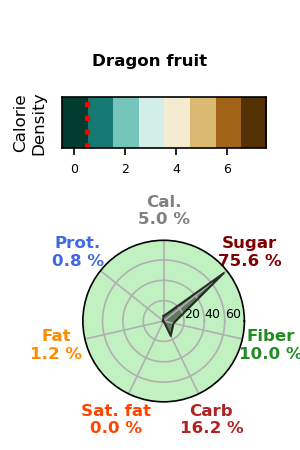 Dragon fruit
Calorie
Density
0 2 4 6
Cal.
5.0 %
Prot.
0.8 %
Sugar
75.6 %
20 40 60
Fat
1.2 %
Fiber
10.0 %
Sat. fat
0.0 %
Carb
16.2 %